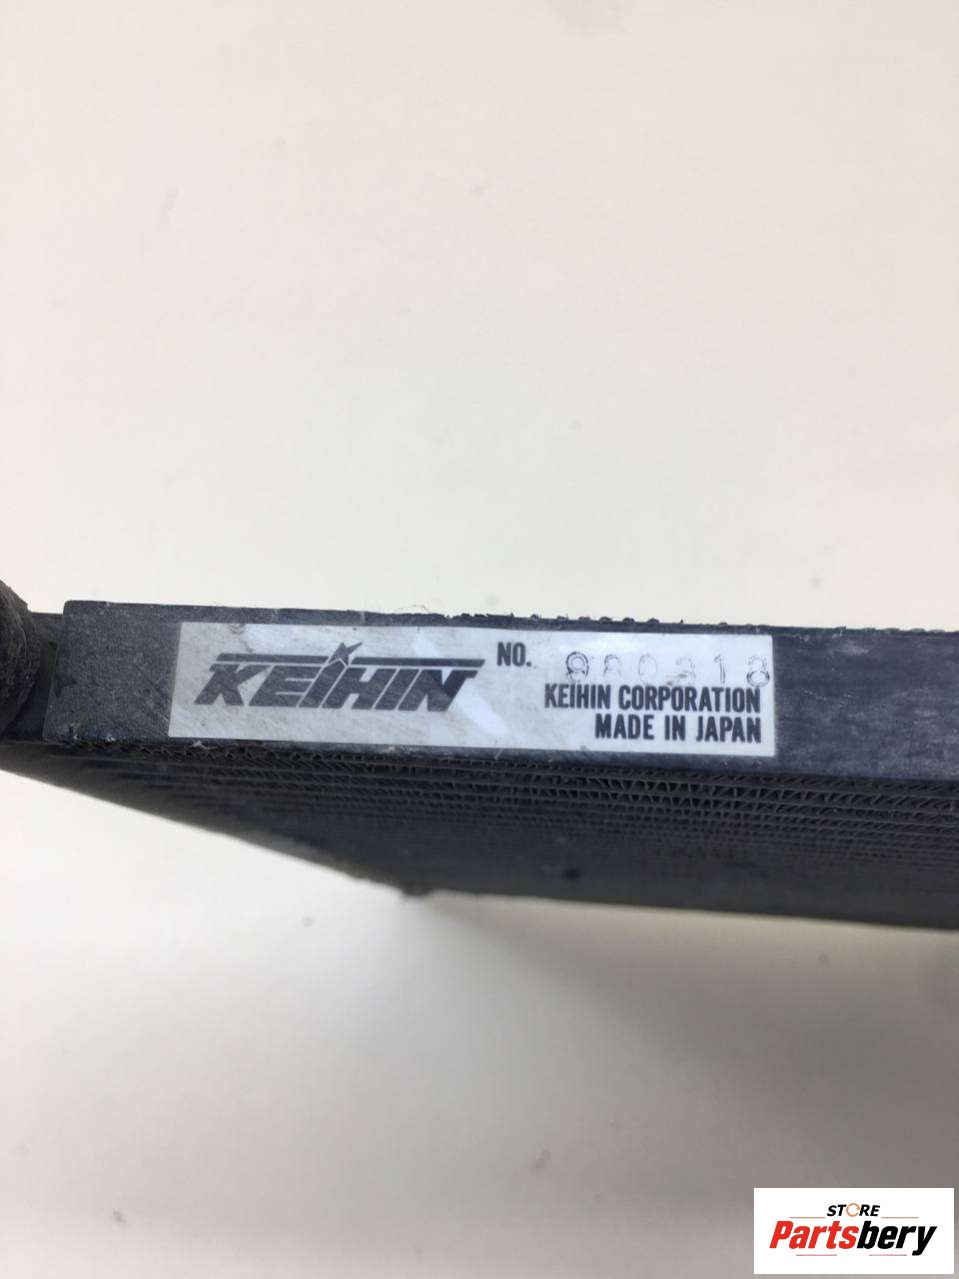 KEIHIN
NO.
KEIHIN CORPORATION
MADE IN JAPAN
STORE
Partsbery